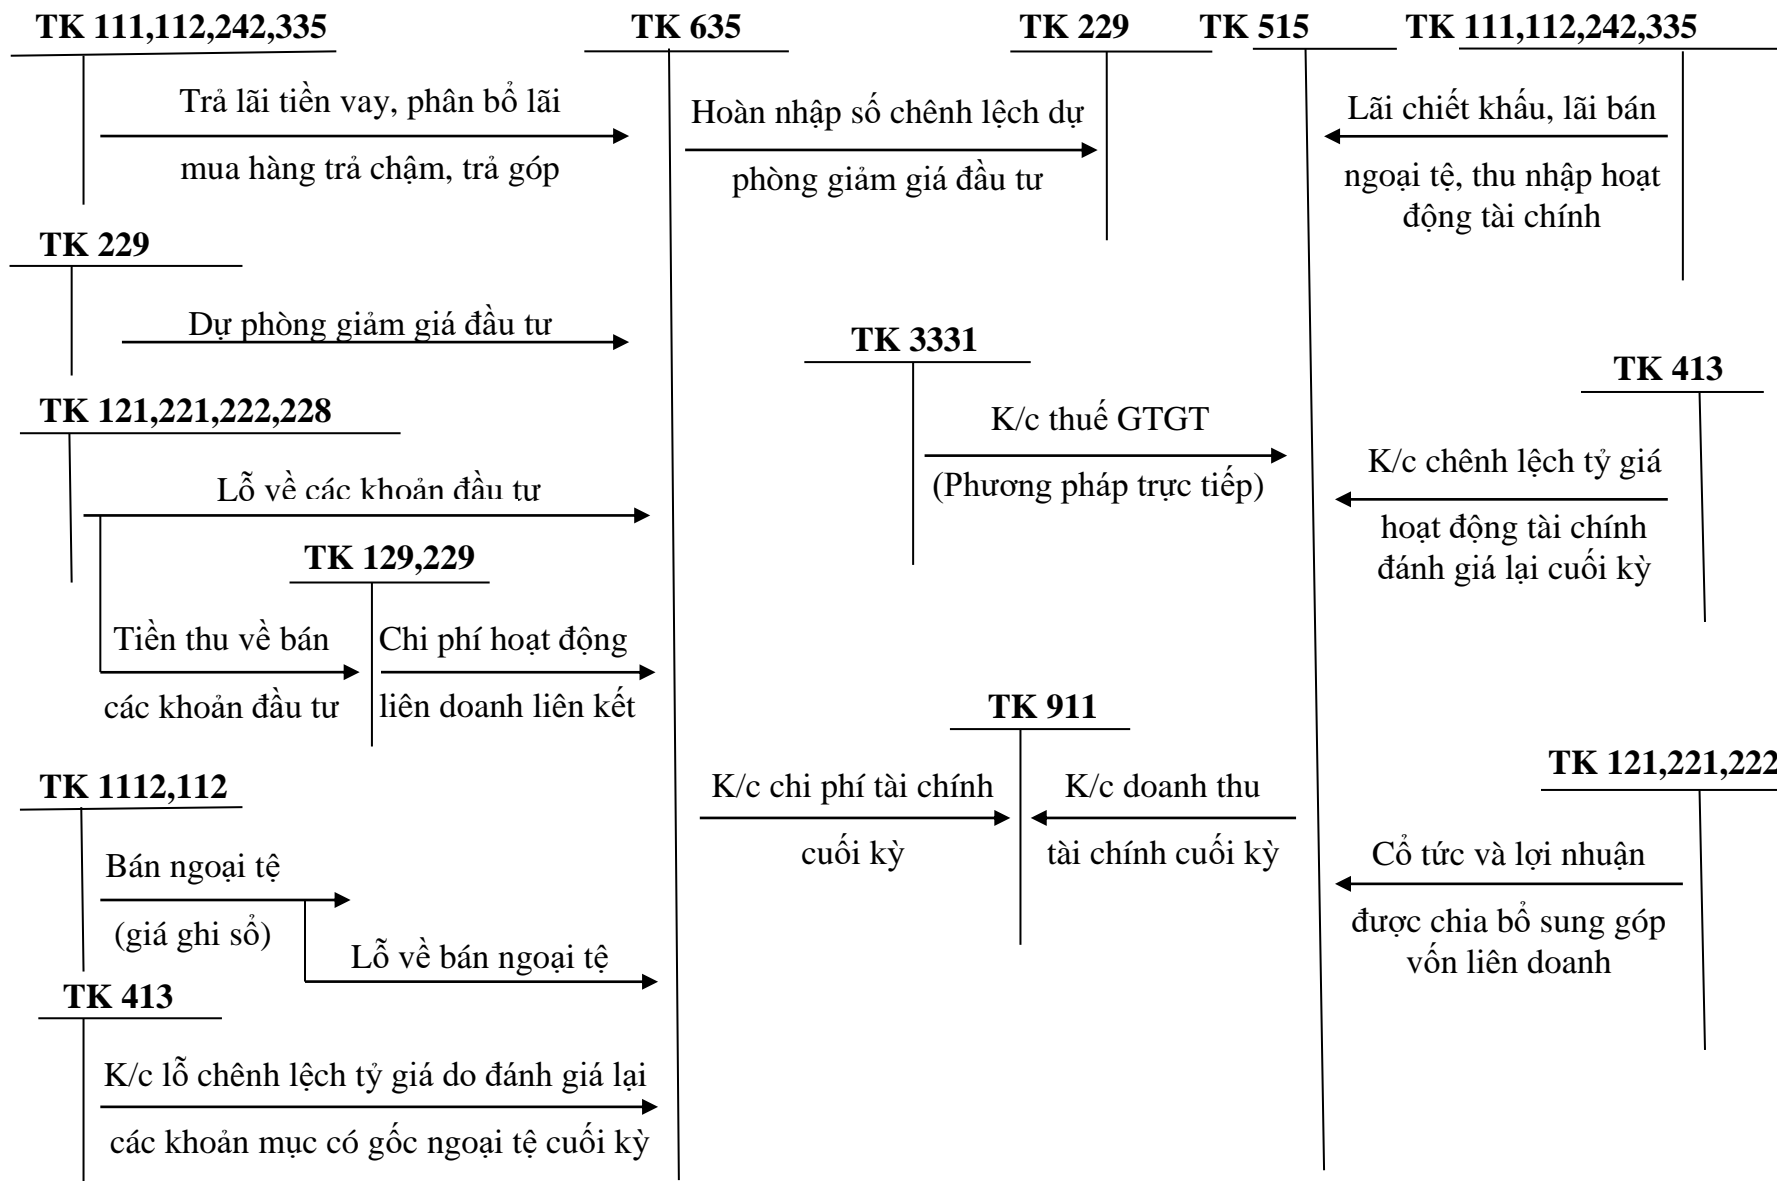 TK 111,112,242,335
TK 635
TK 229
TK 515
TK 111,112,242,335
Trả lãi tiền vay, phân bổ lãi
mua hàng trả chậm, trả góp
Hoàn nhập số chênh lệch dự
phòng giảm giá đầu tư
Lãi chiết khấu, lãi bán
ngoại tệ, thu nhập hoạt
động tài chính
TK 229
Dự phòng giảm giá đầu tư
TK 3331
K/c thuế GTGT
(Phương pháp trực tiếp)
TK 413
K/c chênh lệch tỷ giá
hoạt động tài chính
đánh giá lại cuối kỳ
TK 121,221,222,228
Lỗ về các khoản đầu tư
TK 129,229
Tiền thu về bán
các khoản đầu tư
Chi phí hoạt động
liên doanh liên kết
TK 911
K/c chi phí tài chính
cuối kỳ
K/c doanh thu
tài chính cuối kỳ
TK 121,221,222
Cổ tức và lợi nhuận
được chia bổ sung góp
vốn liên doanh
TK 1112,112
Bán ngoại tệ
(giá ghi sổ)
Lỗ về bán ngoại tệ
TK 413
K/c lỗ chênh lệch tỷ giá do đánh giá lại
các khoản mục có gốc ngoại tệ cuối kỳ